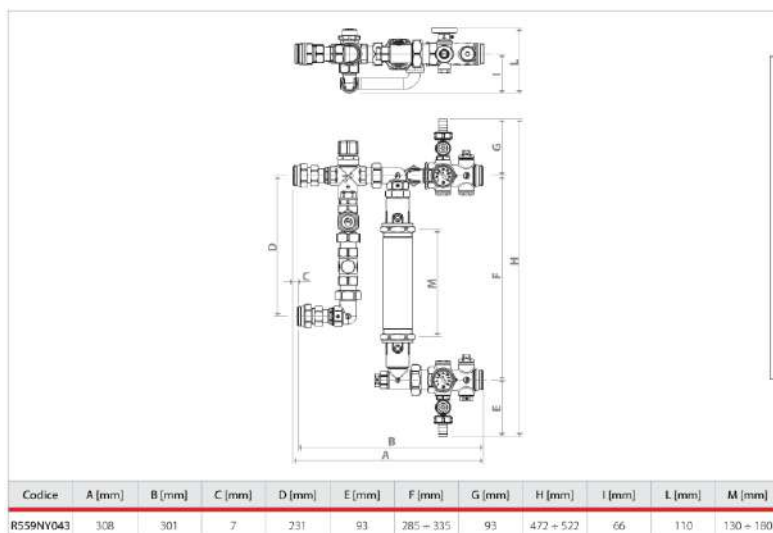 I
L
G
D
C
M
F
H
E
B
A
Codice A [mm] B [mm] C [mm] D [mm] E [mm] F [mm] G [mm] H [mm] I [mm] L [mm] M [mm]
R559NY043 308 301 7 231 93 285 ÷ 335 93 472 ÷ 522 66 110 130 ÷ 180